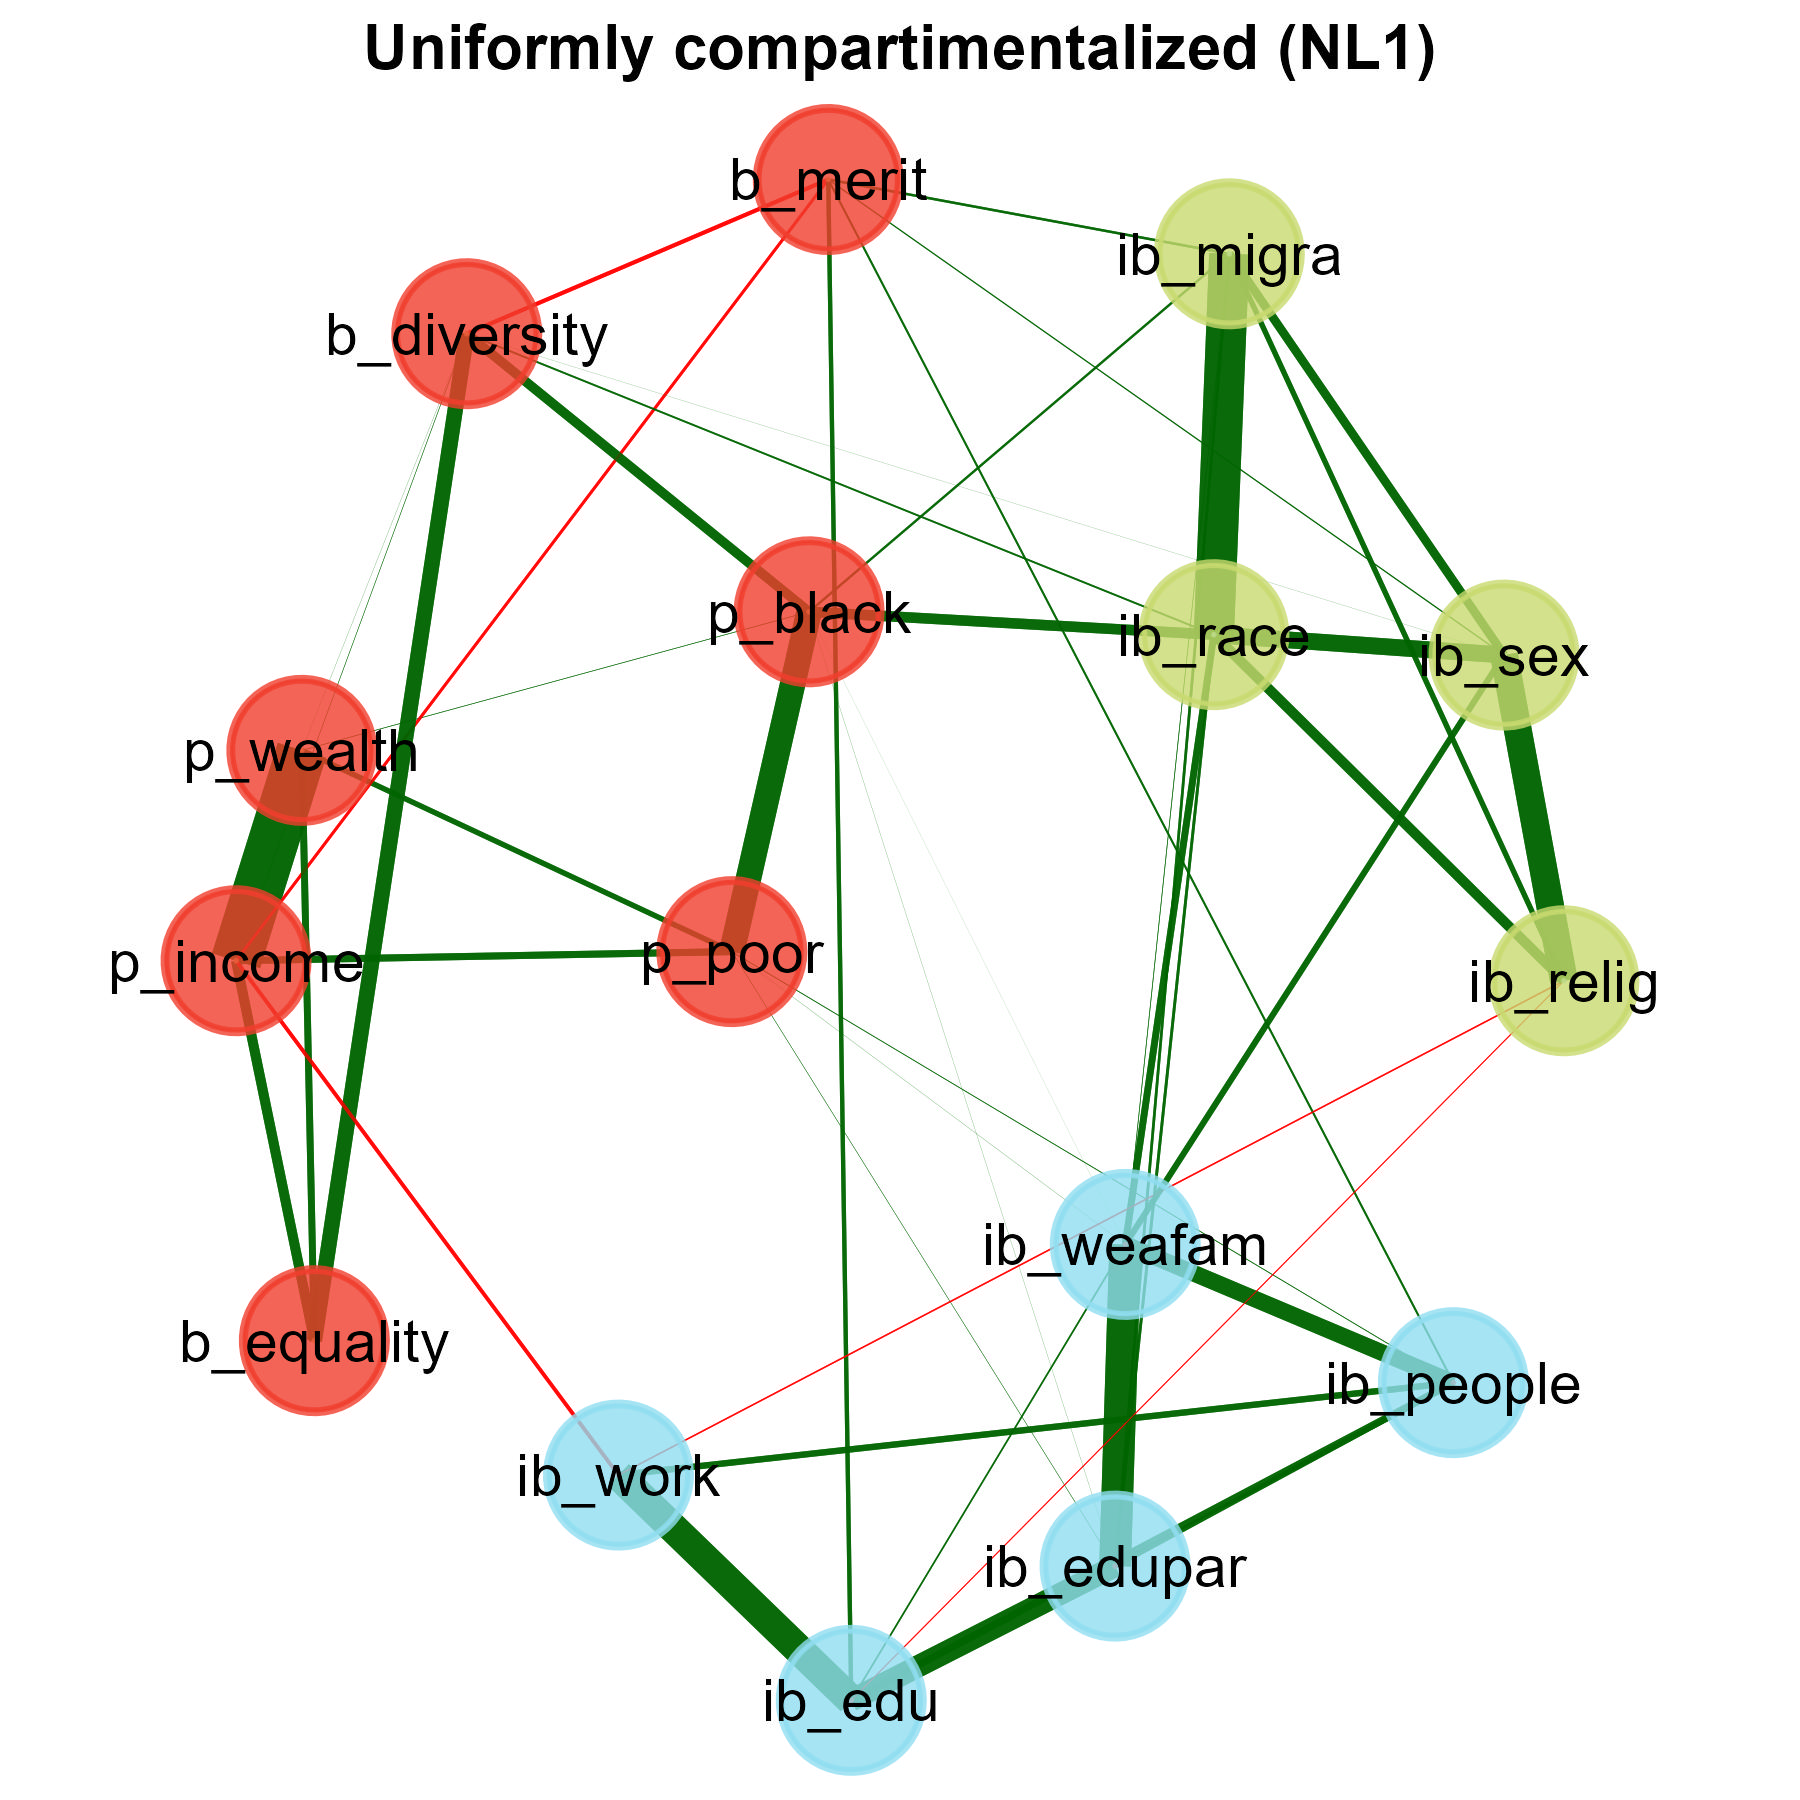 Uniformly compartimentalized (NL1)
b_merit
ib_migra
b_diversity
p_black
ib_race
ib_sex
p_wealth
p_income
p_poor
ib_relig
ib_weafam
b_equality
ib_people
ib_work
ib_edupar
ib_edu